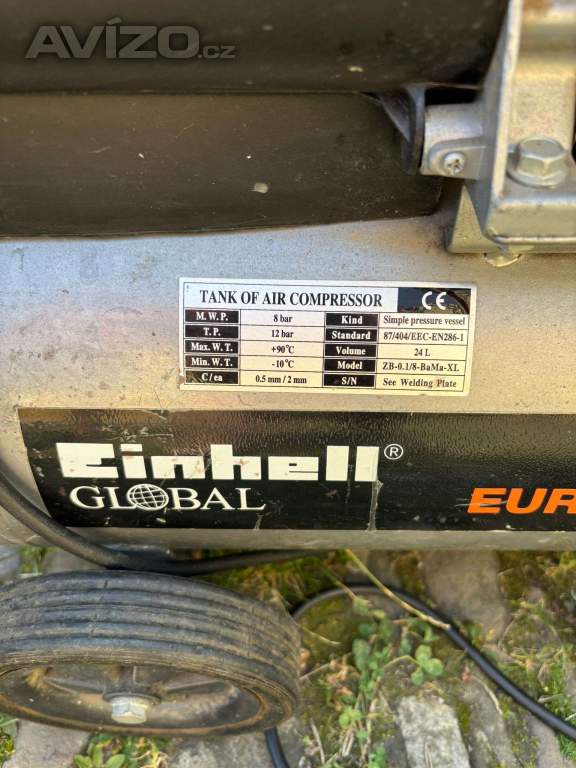 AVÍZO.cz
TANK OF AIR COMPRESSOR CE
M. W. P. 8 bar Kind Simple pressure vessel
T. P. 12 bar Standard 87/404/EEC-EN286-1
Max. W. T. +90°C Volume 24 L
Min. W. T. -10°C Model ZB-0.1/8-BaMa-XL
C/ea 0.5 mm / 2 mm S/N See Welding Plate
Einhell®
GLOBAL
EUR